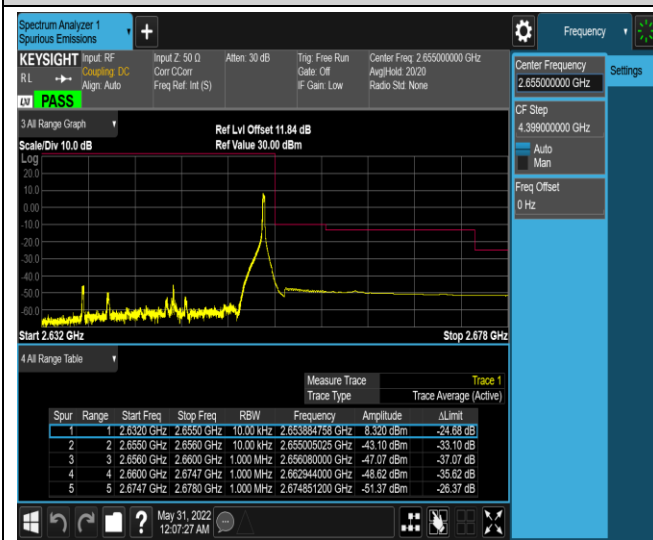 Spectrum Analyzer 1
Spurious Emissions
+
Frequency
KEYSIGHT Input: RF Input Z: 50 Ω Atten: 30 dB Trig: Free Run Center Freq: 2.655000000 GHz
RL Coupling: DC Corr CCorr Gate: Off Avg|Hold: 20/20
Align: Auto Freq Ref: Int (S) IF Gain: Low Radio Std: None
LXI PASS
Center Frequency
2.655000000 GHz
Settings
CF Step
4.399000000 GHz
Auto
Man
Freq Offset
0 Hz
3 All Range Graph
Ref Lvl Offset 11.84 dB
Scale/Div 10.0 dB Ref Value 30.00 dBm
Log
20.0
10.0
0.00
-10.0
-20.0
-30.0
-40.0
-50.0
-60.0
Start 2.632 GHz Stop 2.678 GHz
4 All Range Table
Measure Trace Trace 1
Trace Type Trace Average (Active)
Spur Range Start Freq Stop Freq RBW Frequency Amplitude ΔLimit
1 1 2.6320 GHz 2.6550 GHz 10.00 kHz 2.653884758 GHz 8.320 dBm -24.68 dB
2 2 2.6550 GHz 2.6560 GHz 10.00 kHz 2.655005025 GHz -43.10 dBm -33.10 dB
3 3 2.6560 GHz 2.6600 GHz 1.000 MHz 2.656080000 GHz -47.07 dBm -37.07 dB
4 4 2.6600 GHz 2.6747 GHz 1.000 MHz 2.662944000 GHz -48.62 dBm -35.62 dB
5 5 2.6747 GHz 2.6780 GHz 1.000 MHz 2.674851200 GHz -51.37 dBm -26.37 dB
?
May 31, 2022
12:07:27 AM